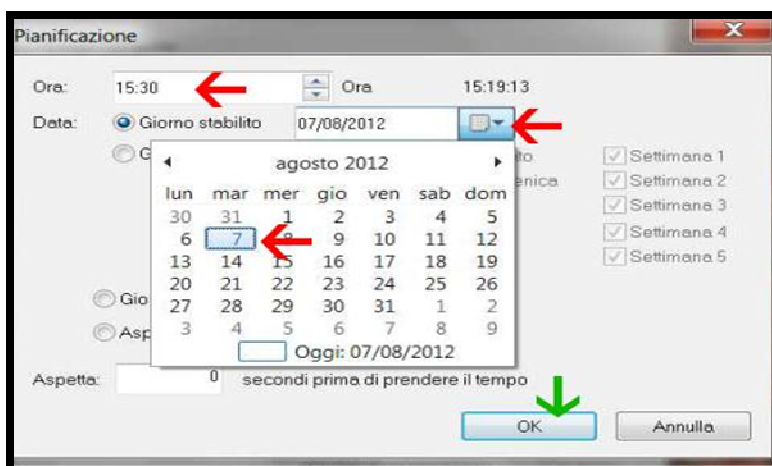 Pianificazione
Ora: 15:30 Ora 15:19:13
Data: Giorno stabilito 07/08/2012
agosto 2012
Settimana 1
lun mar mer gio ven sab dom
Settimana 2
30 31 1 2 3 4 5
Settimana 3
6 7 8 9 10 11 12
Settimana 4
13 14 15 16 17 18 19
Settimana 5
20 21 22 23 24 25 26
Gio
27 28 29 30 31 1 2
Asp
3 4 5 6 7 8 9
Oggi: 07/08/2012
Aspetta: 0 secondi prima di prendere il tempo
OK Annulla